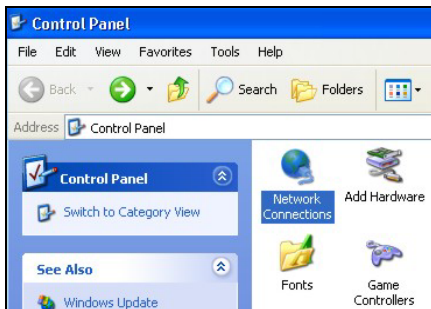 Control Panel
File Edit View Favorites Tools Help
Back Search Folders
Address Control Panel
Control Panel
Switch to Category View
See Also
Windows Update
Network Connections
Add Hardware
Fonts
Game Controllers